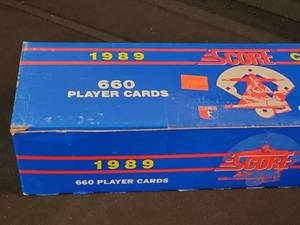 1989
SCORE
C
660
PLAYER CARDS
1989
SCORE
660 PLAYER CARDS